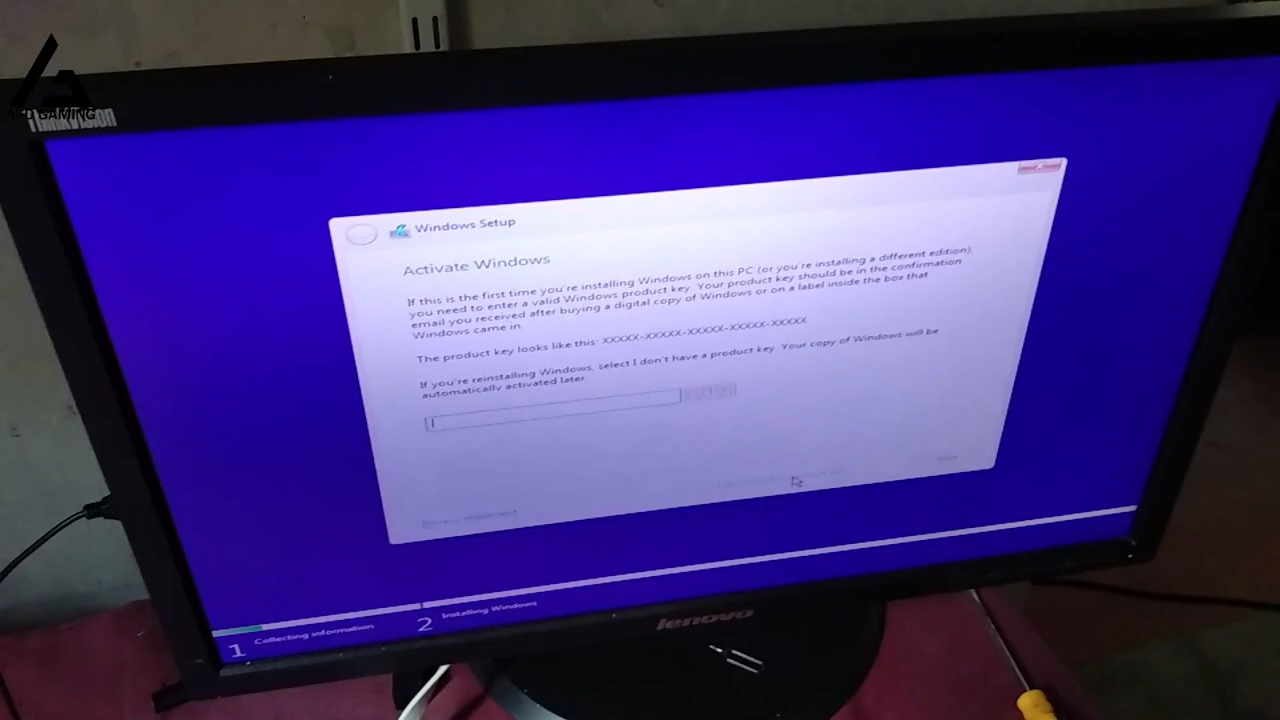 ASD GAMING
ThinkVision
Windows Setup
Activate Windows
If this is the first time you're installing Windows on this PC (or you're installing a different edition),
you need to enter a valid Windows product key. Your product key should be in the confirmation
email you received after buying a digital copy of Windows or on a label inside the box that
Windows came in.
The product key looks like this: XXXXX-XXXXX-XXXXX-XXXXX-XXXXX
If you're reinstalling Windows, select I don't have a product key. Your copy of Windows will be
automatically activated later.
Next
1 Collecting information
2 Installing Windows
lenovo